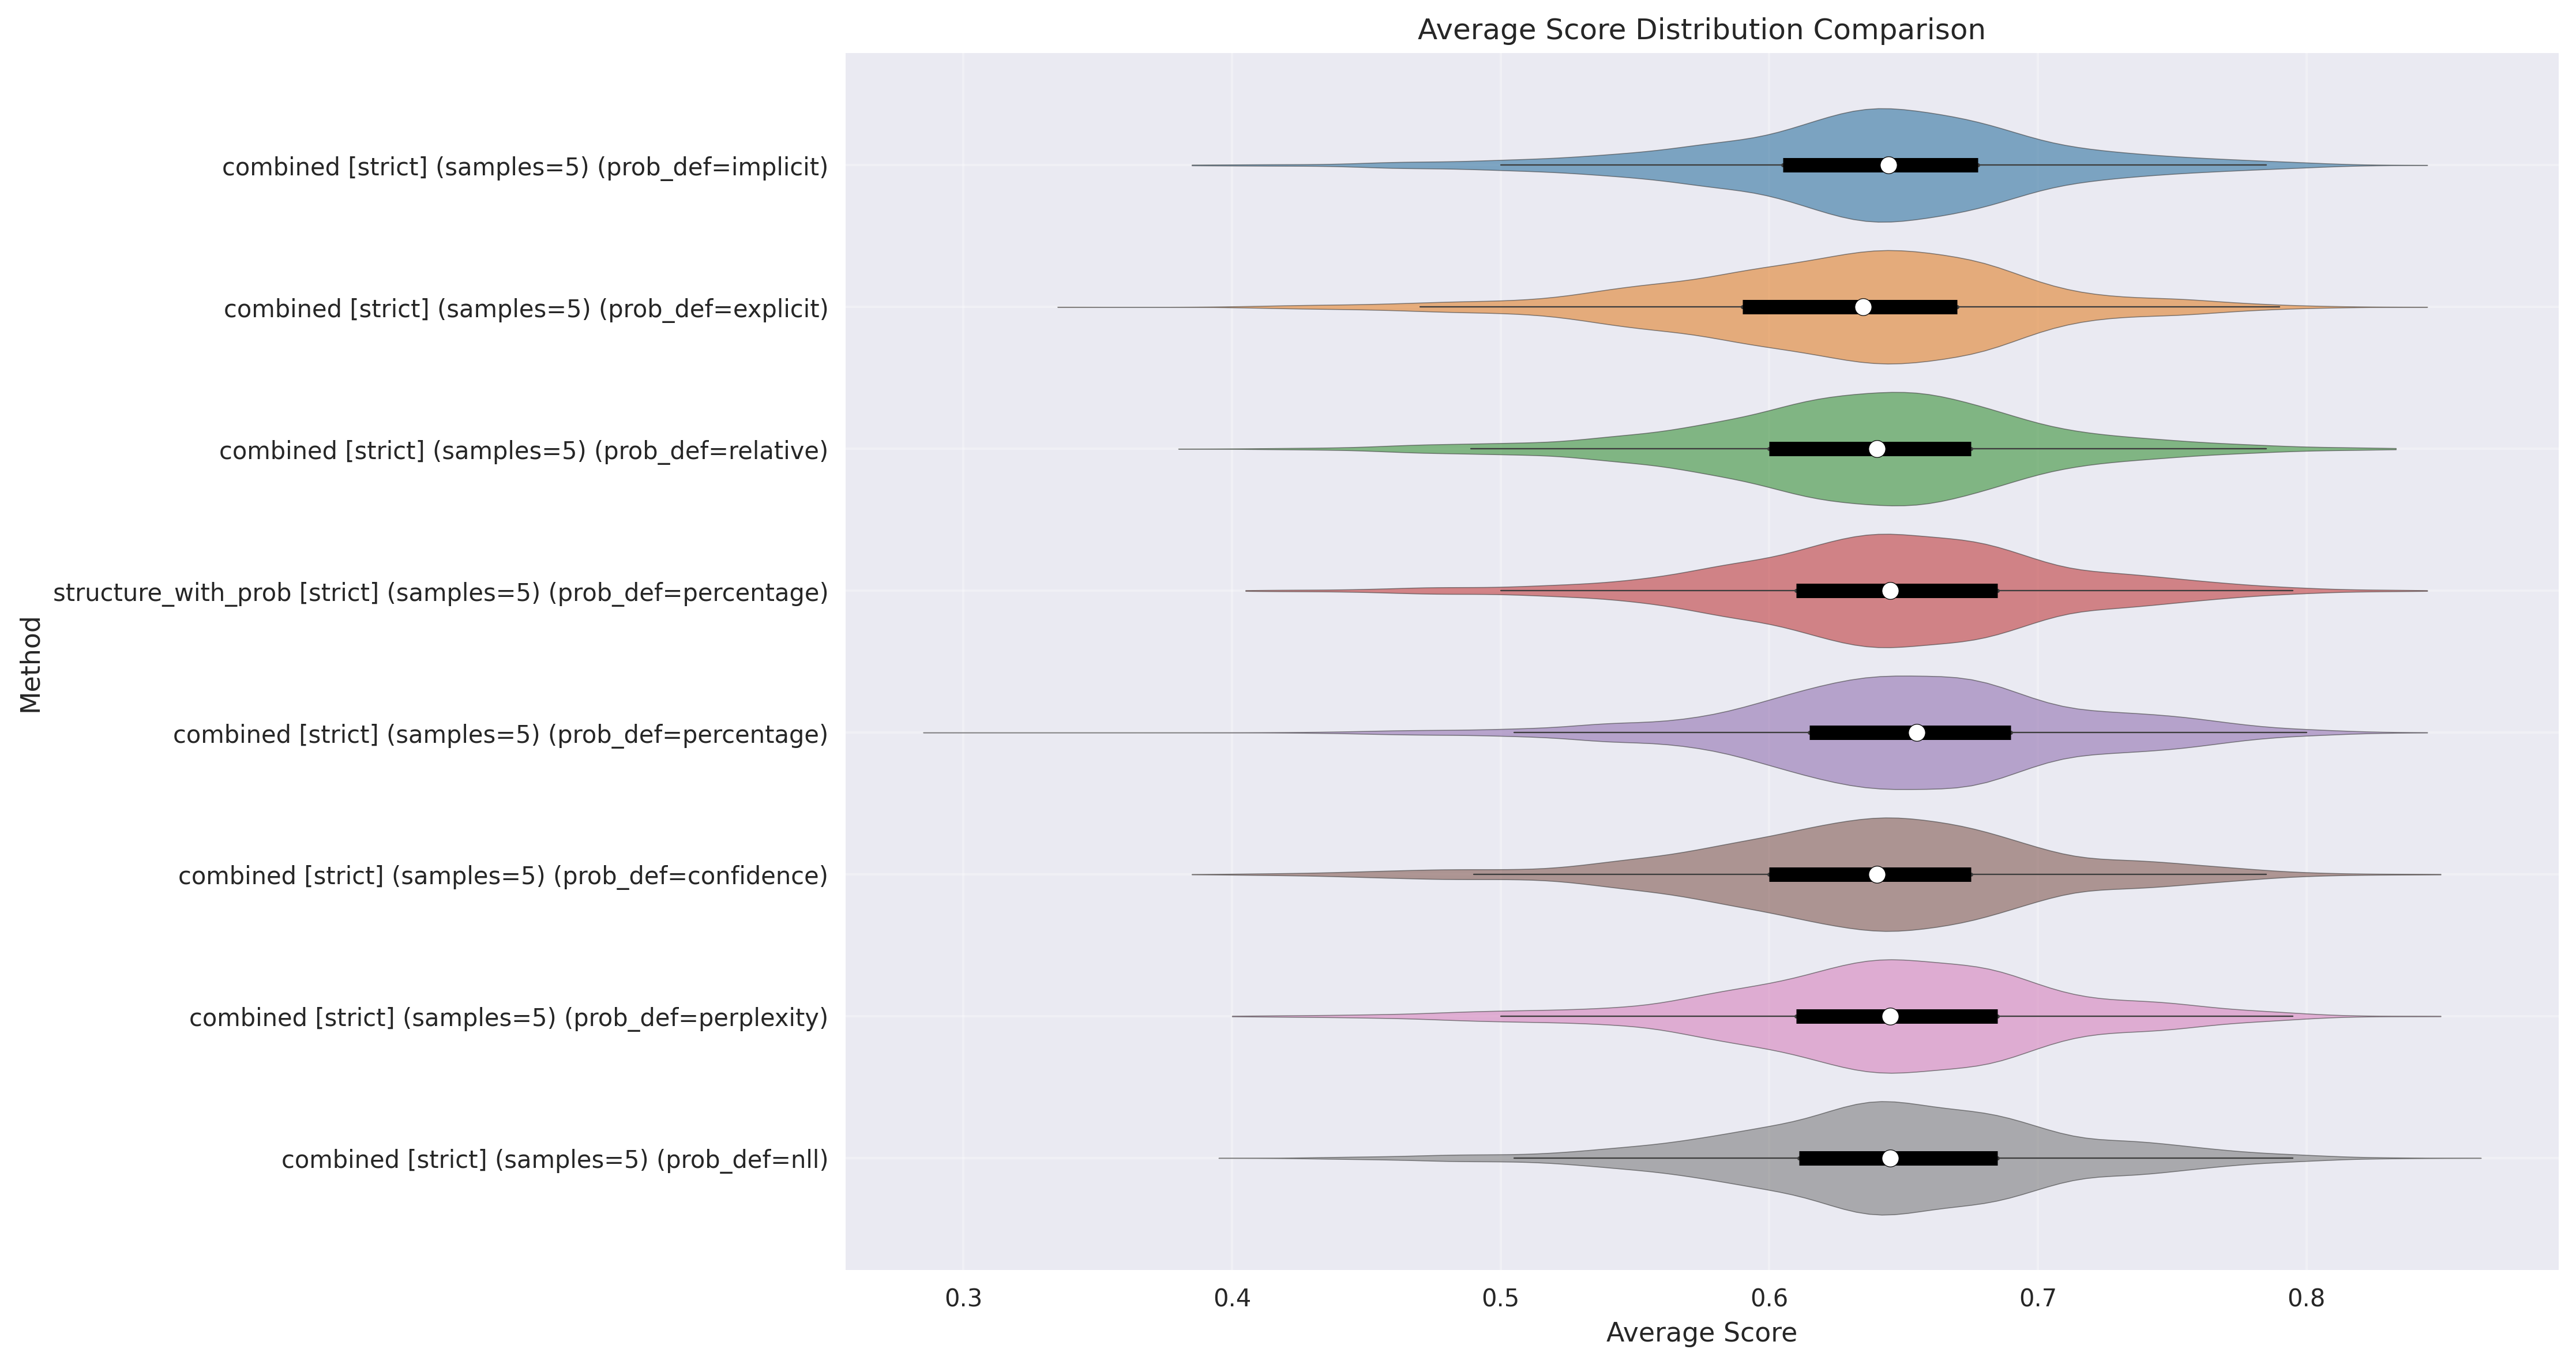 Average Score Distribution Comparison
combined [strict] (samples=5) (prob_def=implicit)
combined [strict] (samples=5) (prob_def=explicit)
combined [strict] (samples=5) (prob_def=relative)
structure_with_prob [strict] (samples=5) (prob_def=percentage)
combined [strict] (samples=5) (prob_def=percentage)
combined [strict] (samples=5) (prob_def=confidence)
combined [strict] (samples=5) (prob_def=perplexity)
combined [strict] (samples=5) (prob_def=nll)
Method
0.3 0.4 0.5 0.6 0.7 0.8
Average Score